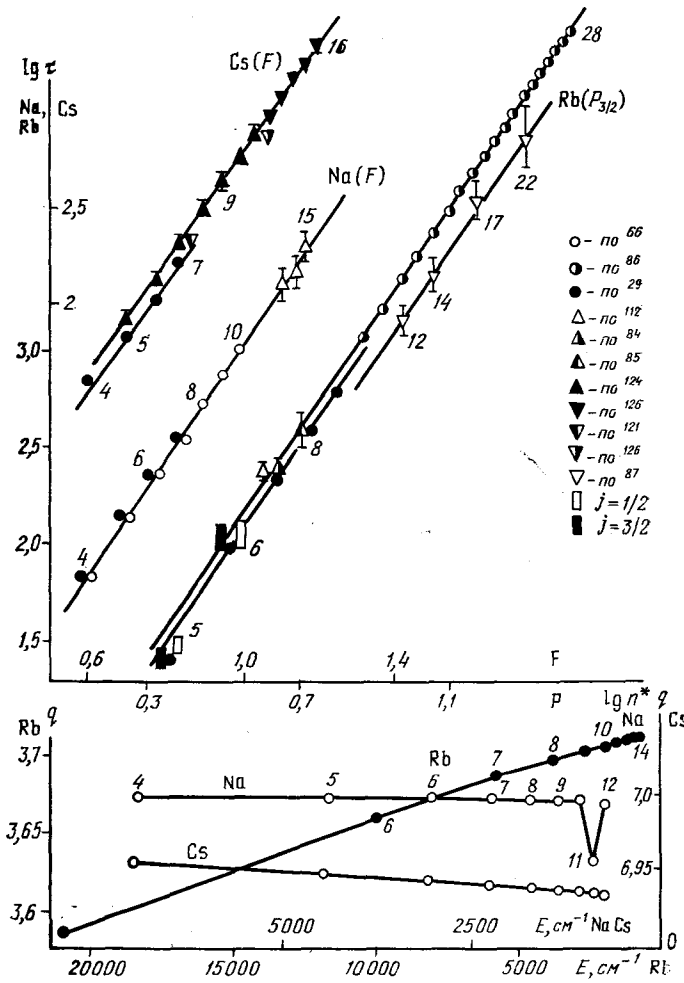 lg τ
Na, Cs
Rb
2,5
2
3,0
2,5
2,0
1,5
Cs(F)
16
9
7
5
4
Na(F)
15
10
8
6
4
28
Rb(P3/2)
22
17
14
12
8
6
5
○ - по 66
◑ - по 86
● - по 29
△ - по 112
◮ - по 84
◭ - по 85
▲ - по 124
▼ - по 126
▽ - по 121
▽ - по 126
▽ - по 87
j = 1/2
j = 3/2
0,6 1,0 1,4 F
0,3 0,7 1,1 P lg n* q
Rb q
Na Cs
3,7
3,65
3,6
7,0
6,95
0
Rb
6 7 8 10 14
Na
4 5 6 7 8 9 11 12
Cs
5000 2500 E, см⁻¹ Na Cs
20000 15000 10 000 5000 E, см⁻¹ Rb